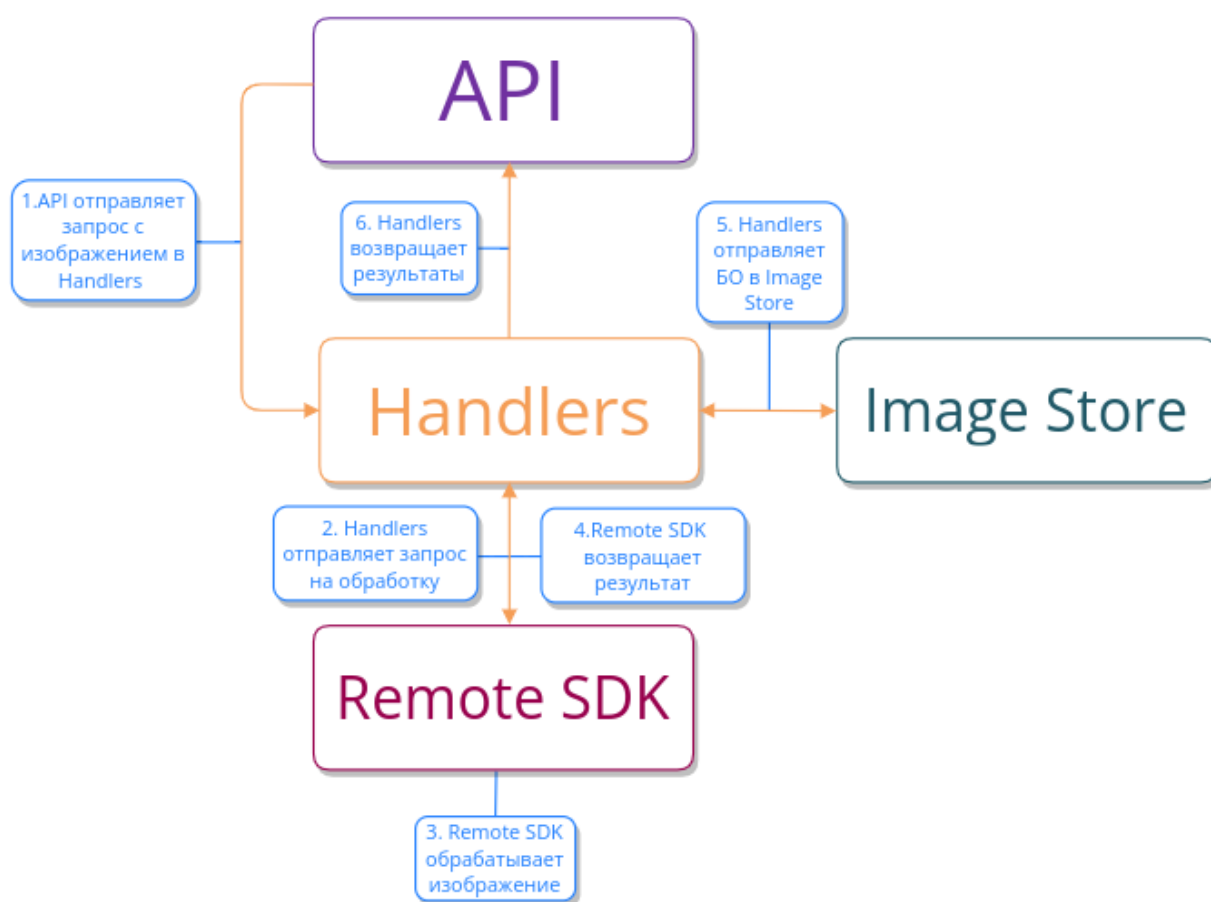 API
1.API отправляет
запрос с
изображением в
Handlers
6. Handlers
возвращает
результаты
5. Handlers
отправляет
БО в Image
Store
Handlers
Image Store
2. Handlers
отправляет запрос
на обработку
4.Remote SDK
возвращает
результат
Remote SDK
3. Remote SDK
обрабатывает
изображение